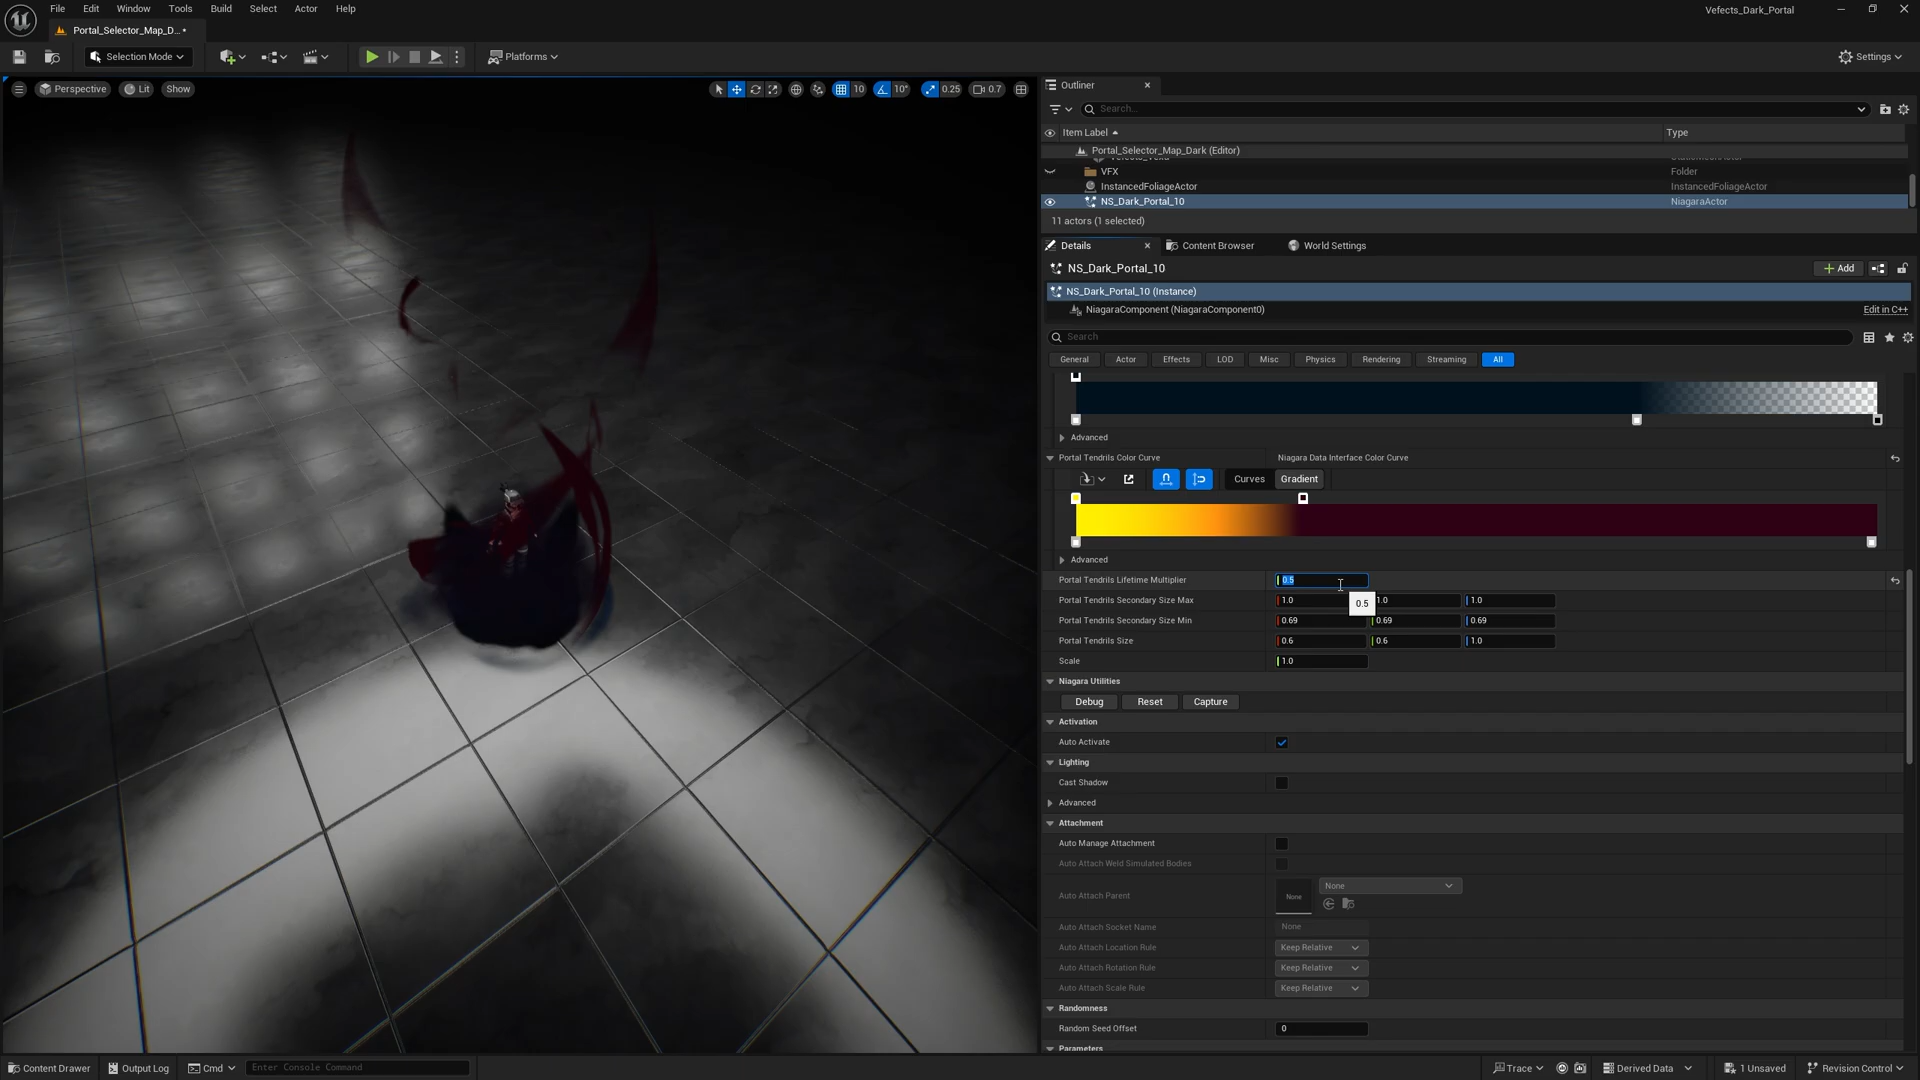 File Edit Window Tools Build Select Actor Help
Vefects_Dark_Portal
Portal_Selector_Map_D... •
Selection Mode
Platforms
Settings
Perspective Lit Show
10 10° 0.25 0.7
Outliner
Search...
Item Label Type
Portal_Selector_Map_Dark (Editor)
VFX Folder
InstancedFoliageActor InstancedFoliageActor
NS_Dark_Portal_10 NiagaraActor
11 actors (1 selected)
Details Content Browser World Settings
NS_Dark_Portal_10 + Add
NS_Dark_Portal_10 (Instance)
NiagaraComponent (NiagaraComponent0) Edit in C++
Search
General Actor Effects LOD Misc Physics Rendering Streaming All
Advanced
Portal Tendrils Color Curve Niagara Data Interface Color Curve
Curves Gradient
Advanced
Portal Tendrils Lifetime Multiplier 0.5
0.5
Portal Tendrils Secondary Size Max 1.0 1.0 1.0
Portal Tendrils Secondary Size Min 0.69 0.69 0.69
Portal Tendrils Size 0.6 0.6 1.0
Scale 1.0
Niagara Utilities
Debug Reset Capture
Activation
Auto Activate
Lighting
Cast Shadow
Advanced
Attachment
Auto Manage Attachment
Auto Attach Weld Simulated Bodies
Auto Attach Parent None None
Auto Attach Socket Name None
Auto Attach Location Rule Keep Relative
Auto Attach Rotation Rule Keep Relative
Auto Attach Scale Rule Keep Relative
Randomness
Random Seed Offset 0
Parameters
Content Drawer Output Log Cmd Enter Console Command
Trace Derived Data 1 Unsaved Revision Control